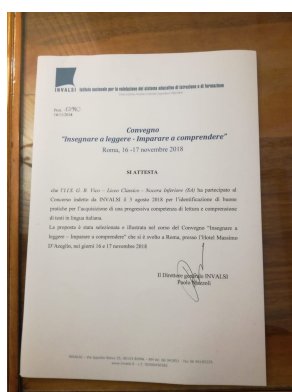 INVALSI Istituto nazionale per la valutazione del sistema educativo di istruzione e di formazione
Convegno
"Insegnare a leggere - Imparare a comprendere"
Roma, 16 -17 novembre 2018
SI ATTESTA
che l'I.I.S G. B. Vico - Liceo Classico - Nocera Inferiore (SA) ha partecipato al
Concorso indetto da INVALSI il 3 agosto 2018 per l'identificazione di buone
pratiche per l'acquisizione di una progressiva competenza di lettura e comprensione
di testi in lingua italiana.
La proposta è stata selezionata e illustrata nel corso del Convegno "Insegnare a
leggere - Imparare a comprendere" che si è svolto a Roma, presso l'Hotel Massimo
D'Azeglio, nei giorni 16 e 17 novembre 2018
Il Direttore generale INVALSI
Paolo Mazzoli